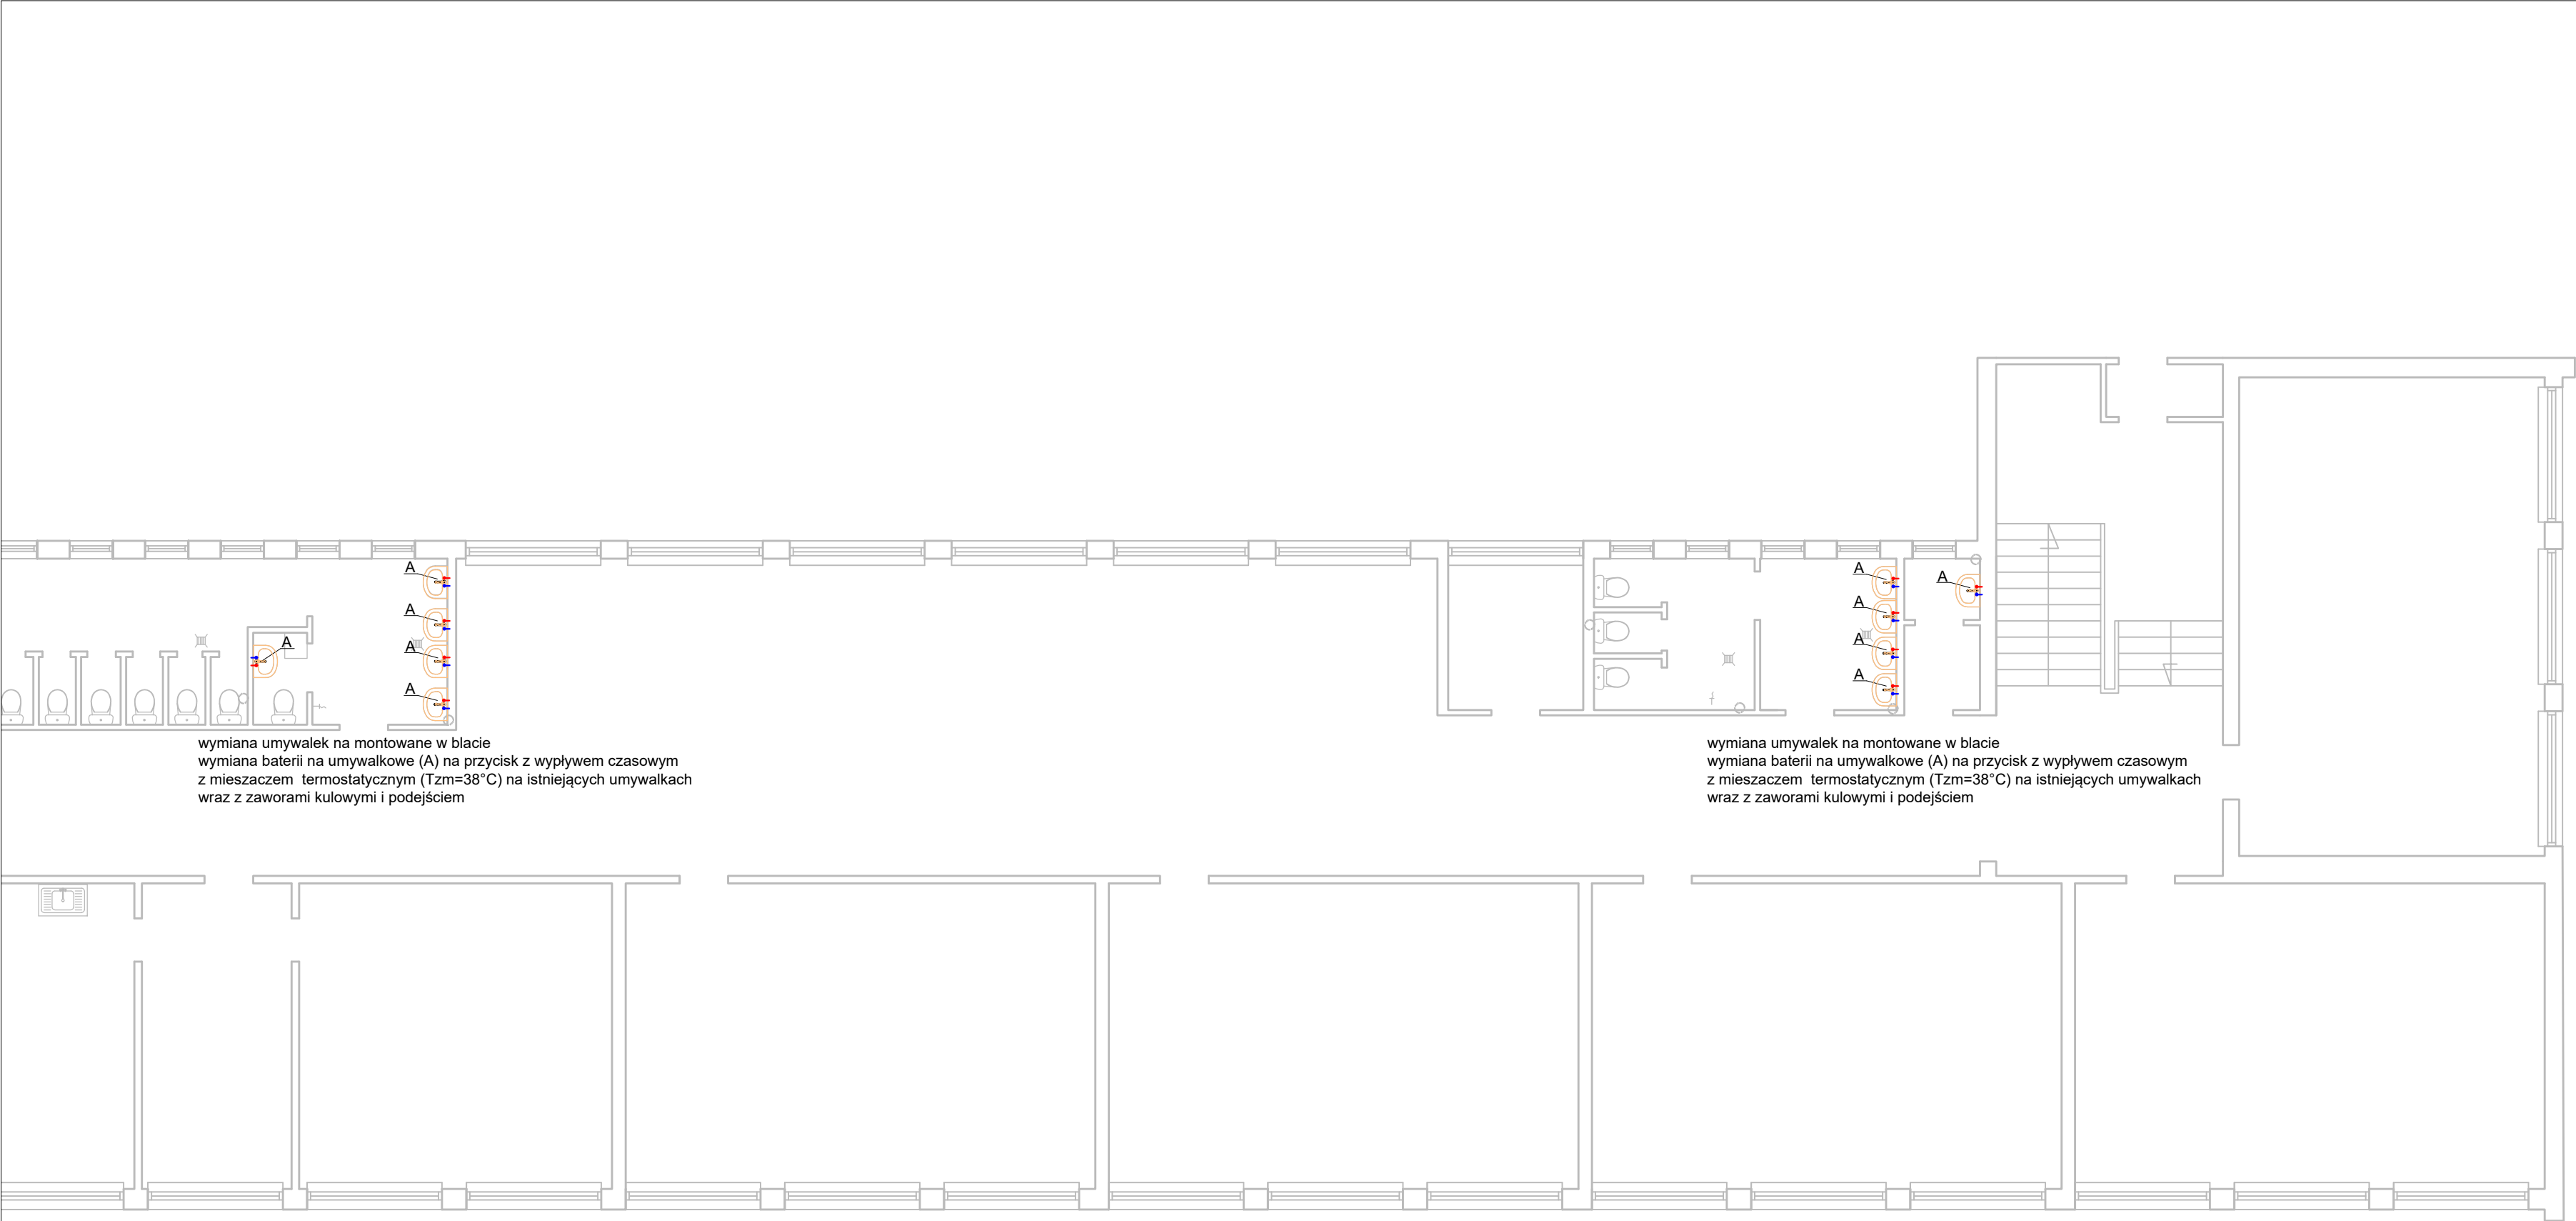 A
A
A
A
A
A
A
A
A
A
wymiana umywalek na montowane w blacie
wymiana baterii na umywalkowe (A) na przycisk z wypływem czasowym
z mieszaczem termostatycznym (Tzm=38°C) na istniejących umywalkach
wraz z zaworami kulowymi i podejściem
wymiana umywalek na montowane w blacie
wymiana baterii na umywalkowe (A) na przycisk z wypływem czasowym
z mieszaczem termostatycznym (Tzm=38°C) na istniejących umywalkach
wraz z zaworami kulowymi i podejściem